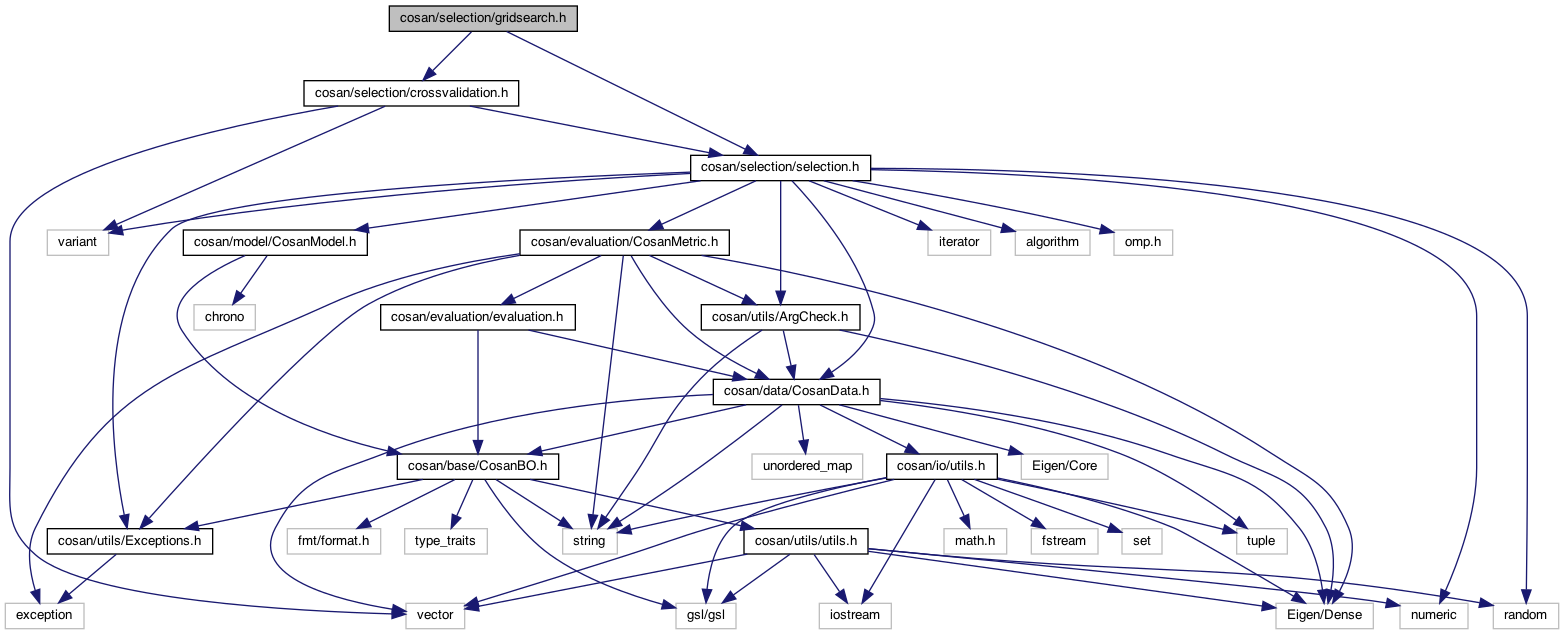 cosan/selection/gridsearch.h
cosan/selection/crossvalidation.h
cosan/selection/selection.h
variant
cosan/model/CosanModel.h
cosan/evaluation/CosanMetric.h
iterator
algorithm
omp.h
chrono
cosan/evaluation/evaluation.h
cosan/utils/ArgCheck.h
cosan/data/CosanData.h
cosan/base/CosanBO.h
unordered_map
cosan/io/utils.h
Eigen/Core
cosan/utils/Exceptions.h
fmt/format.h
type_traits
string
cosan/utils/utils.h
math.h
fstream
set
tuple
exception
vector
gsl/gsl
iostream
Eigen/Dense
numeric
random